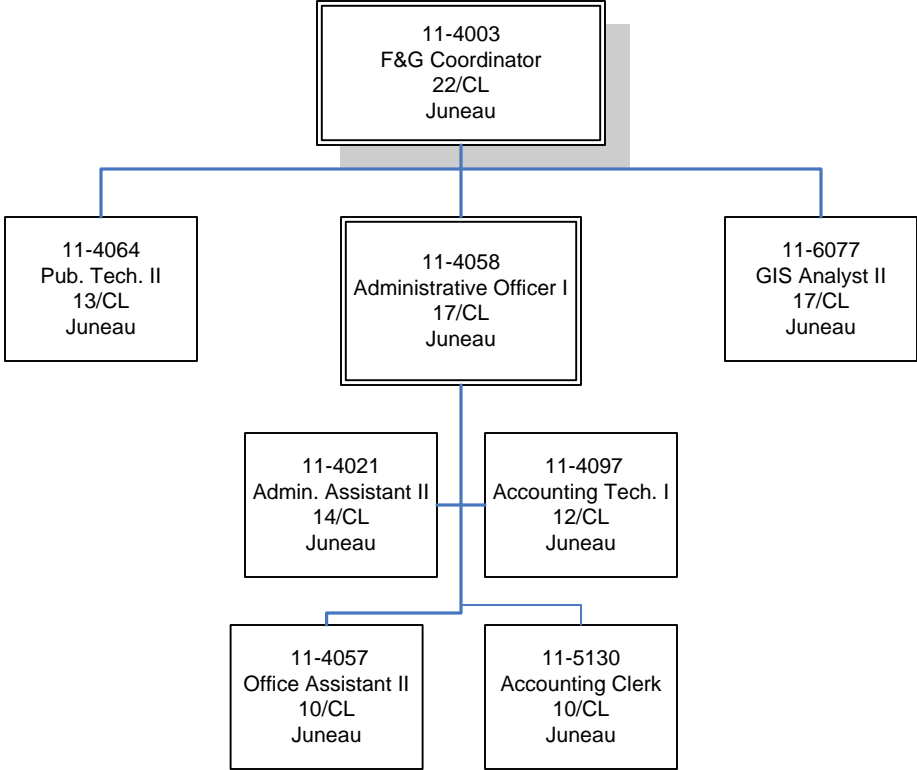 11-4003
F&G Coordinator
22/CL
Juneau
11-4064
Pub. Tech. II
13/CL
Juneau
11-4058
Administrative Officer I
17/CL
Juneau
11-6077
GIS Analyst II
17/CL
Juneau
11-4021
Admin. Assistant II
14/CL
Juneau
11-4097
Accounting Tech. I
12/CL
Juneau
11-4057
Office Assistant II
10/CL
Juneau
11-5130
Accounting Clerk
10/CL
Juneau